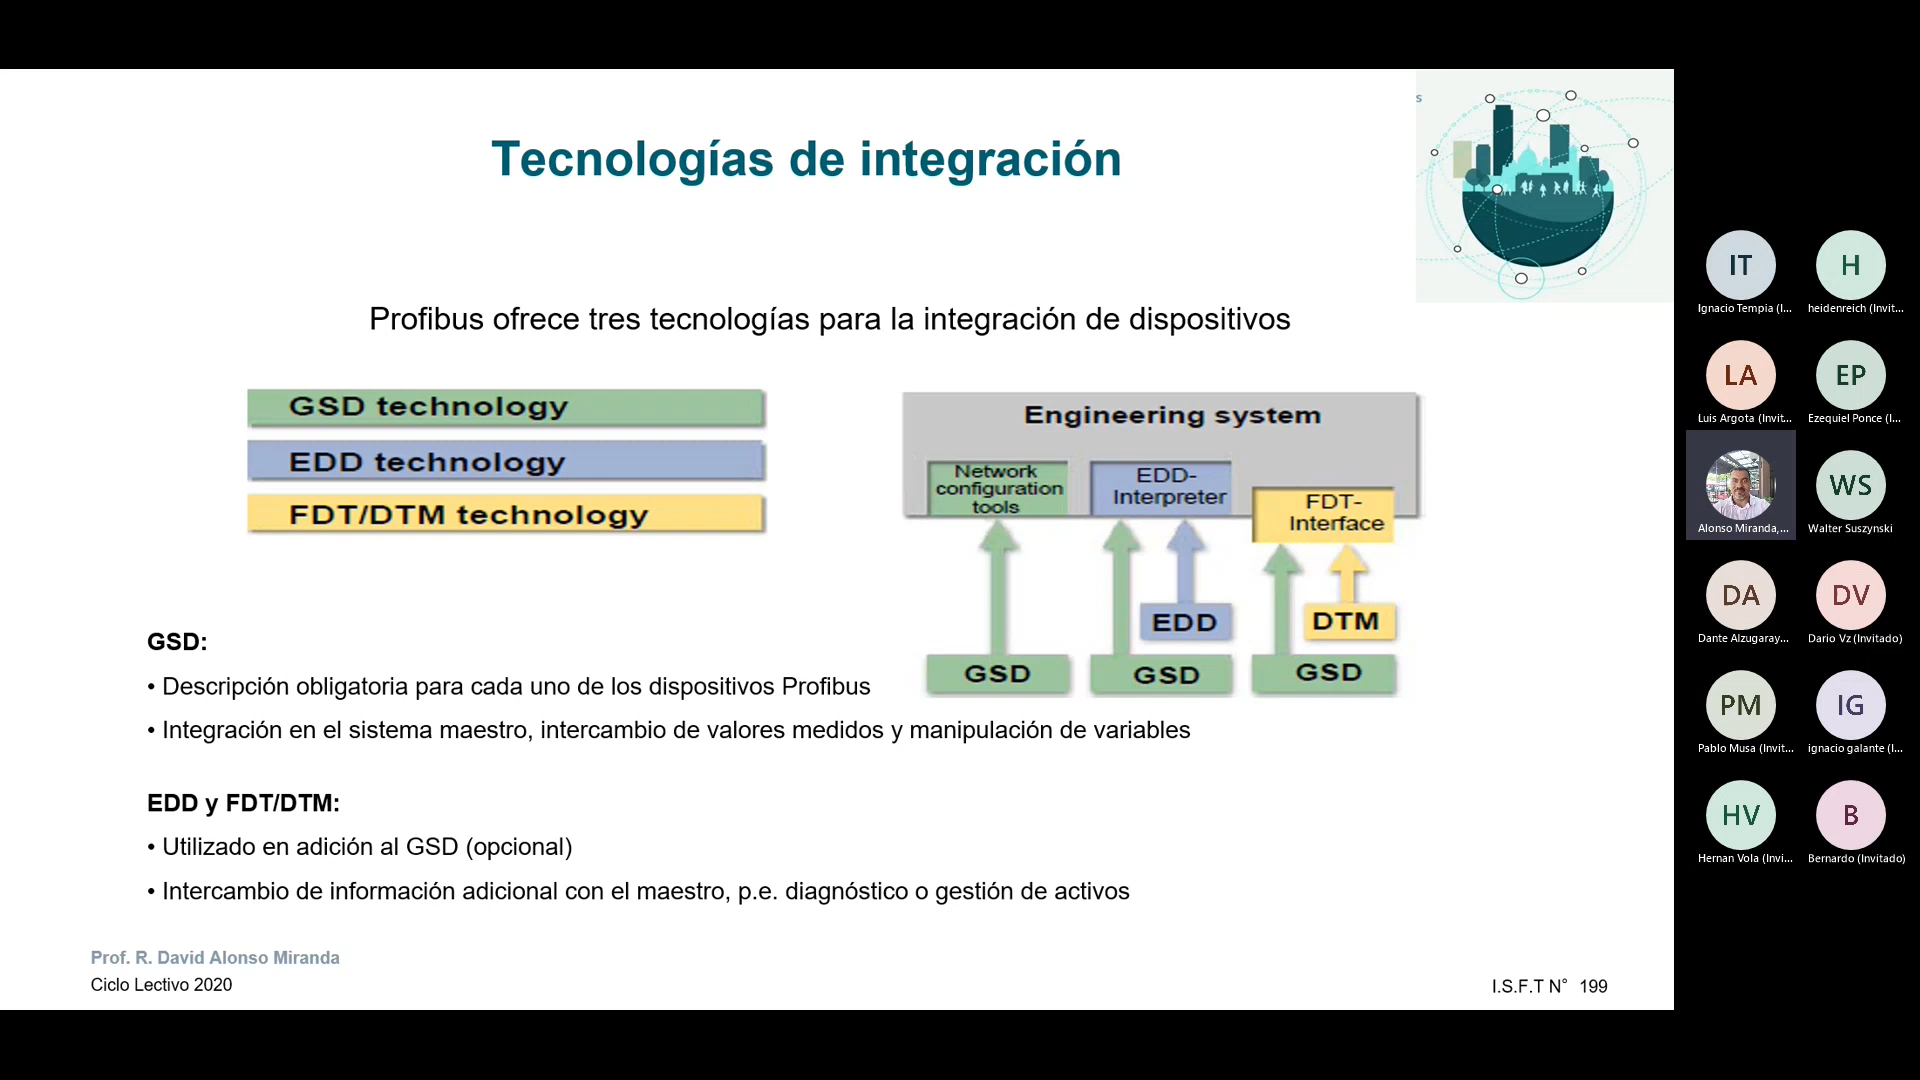 s
Tecnologías de integración
Profibus ofrece tres tecnologías para la integración de dispositivos
GSD technology
EDD technology
FDT/DTM technology
Engineering system
Network
configuration
tools
EDD-
Interpreter
FDT-
Interface
EDD
DTM
GSD
GSD
GSD
GSD:
• Descripción obligatoria para cada uno de los dispositivos Profibus
• Integración en el sistema maestro, intercambio de valores medidos y manipulación de variables
EDD y FDT/DTM:
• Utilizado en adición al GSD (opcional)
• Intercambio de información adicional con el maestro, p.e. diagnóstico o gestión de activos
Prof. R. David Alonso Miranda
Ciclo Lectivo 2020
I.S.F.T N° 199
IT
Ignacio Tempia (I...
H
heidenreich (Invit...
LA
Luis Argota (Invit...
EP
Ezequiel Ponce (I...
Alonso Miranda,...
WS
Walter Suszynski
DA
Dante Alzugaray...
DV
Dario Vz (Invitado)
PM
Pablo Musa (Invit...
IG
ignacio galante (I...
HV
Hernan Vola (Invi...
B
Bernardo (Invitado)